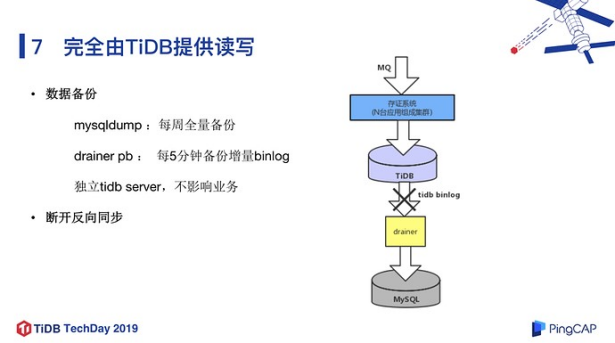 7 完全由TiDB提供读写
• 数据备份
mysqldump ：每周全量备份
drainer pb ： 每5分钟备份增量binlog
独立tidb server，不影响业务
• 断开反向同步
MQ
存证系统
(N台应用组成集群)
TiDB
tidb binlog
drainer
MySQL
TiDB TechDay 2019
PingCAP